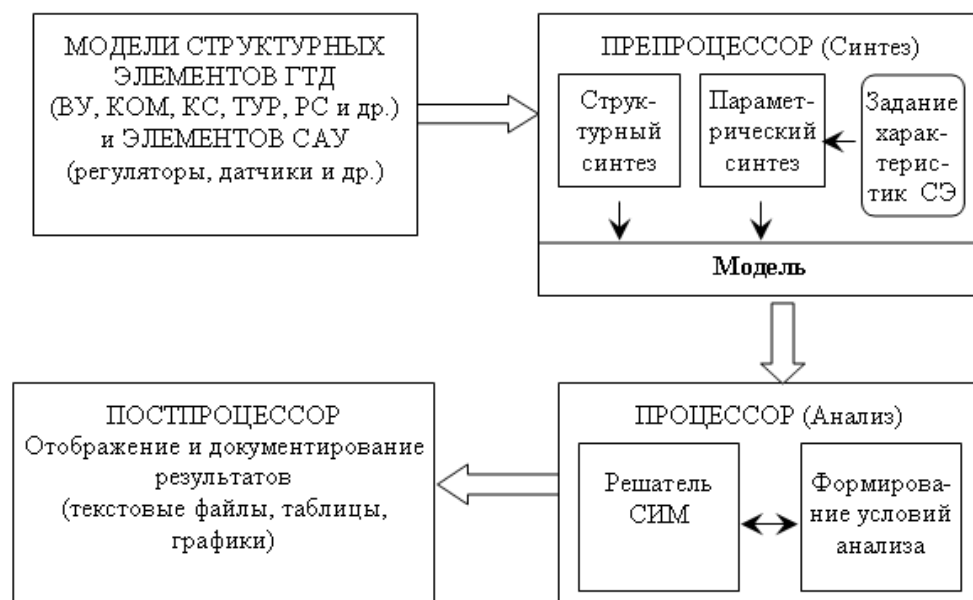 МОДЕЛИ СТРУКТУРНЫХ
ЭЛЕМЕНТОВ ГТД
(ВУ, КОМ, КС, ТУР, РС и др.)
и ЭЛЕМЕНТОВ САУ
(регуляторы, датчики и др.)
ПРЕПРОЦЕССОР (Синтез)
Струк-
турный
синтез
Парамет-
рический
синтез
Задание
харак-
терис-
тик СЭ
Модель
ПРОЦЕССОР (Анализ)
Решатель
СИМ
Формирова-
ние условий
анализа
ПОСТПРОЦЕССОР
Отображение и документирование
результатов
(текстовые файлы, таблицы,
графики)